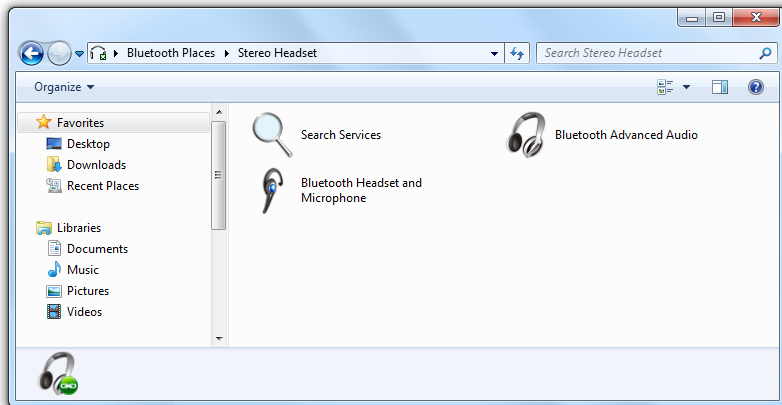 Bluetooth Places Stereo Headset Search Stereo Headset
Organize
Favorites
Desktop
Downloads
Recent Places
Libraries
Documents
Music
Pictures
Videos
Search Services
Bluetooth Advanced Audio
Bluetooth Headset and
Microphone